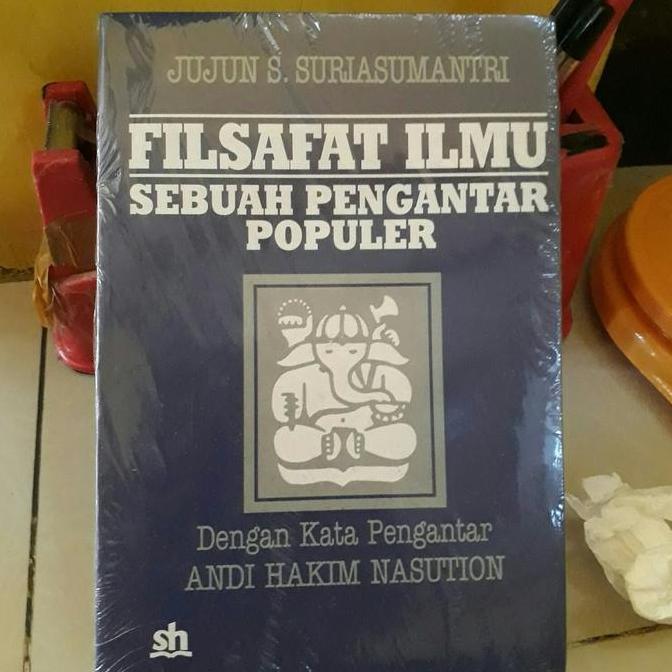 JUJUN S. SURIASUMANTRI
FILSAFAT ILMU
SEBUAH PENGANTAR
POPULER
Dengan Kata Pengantar
ANDI HAKIM NASUTION
sh